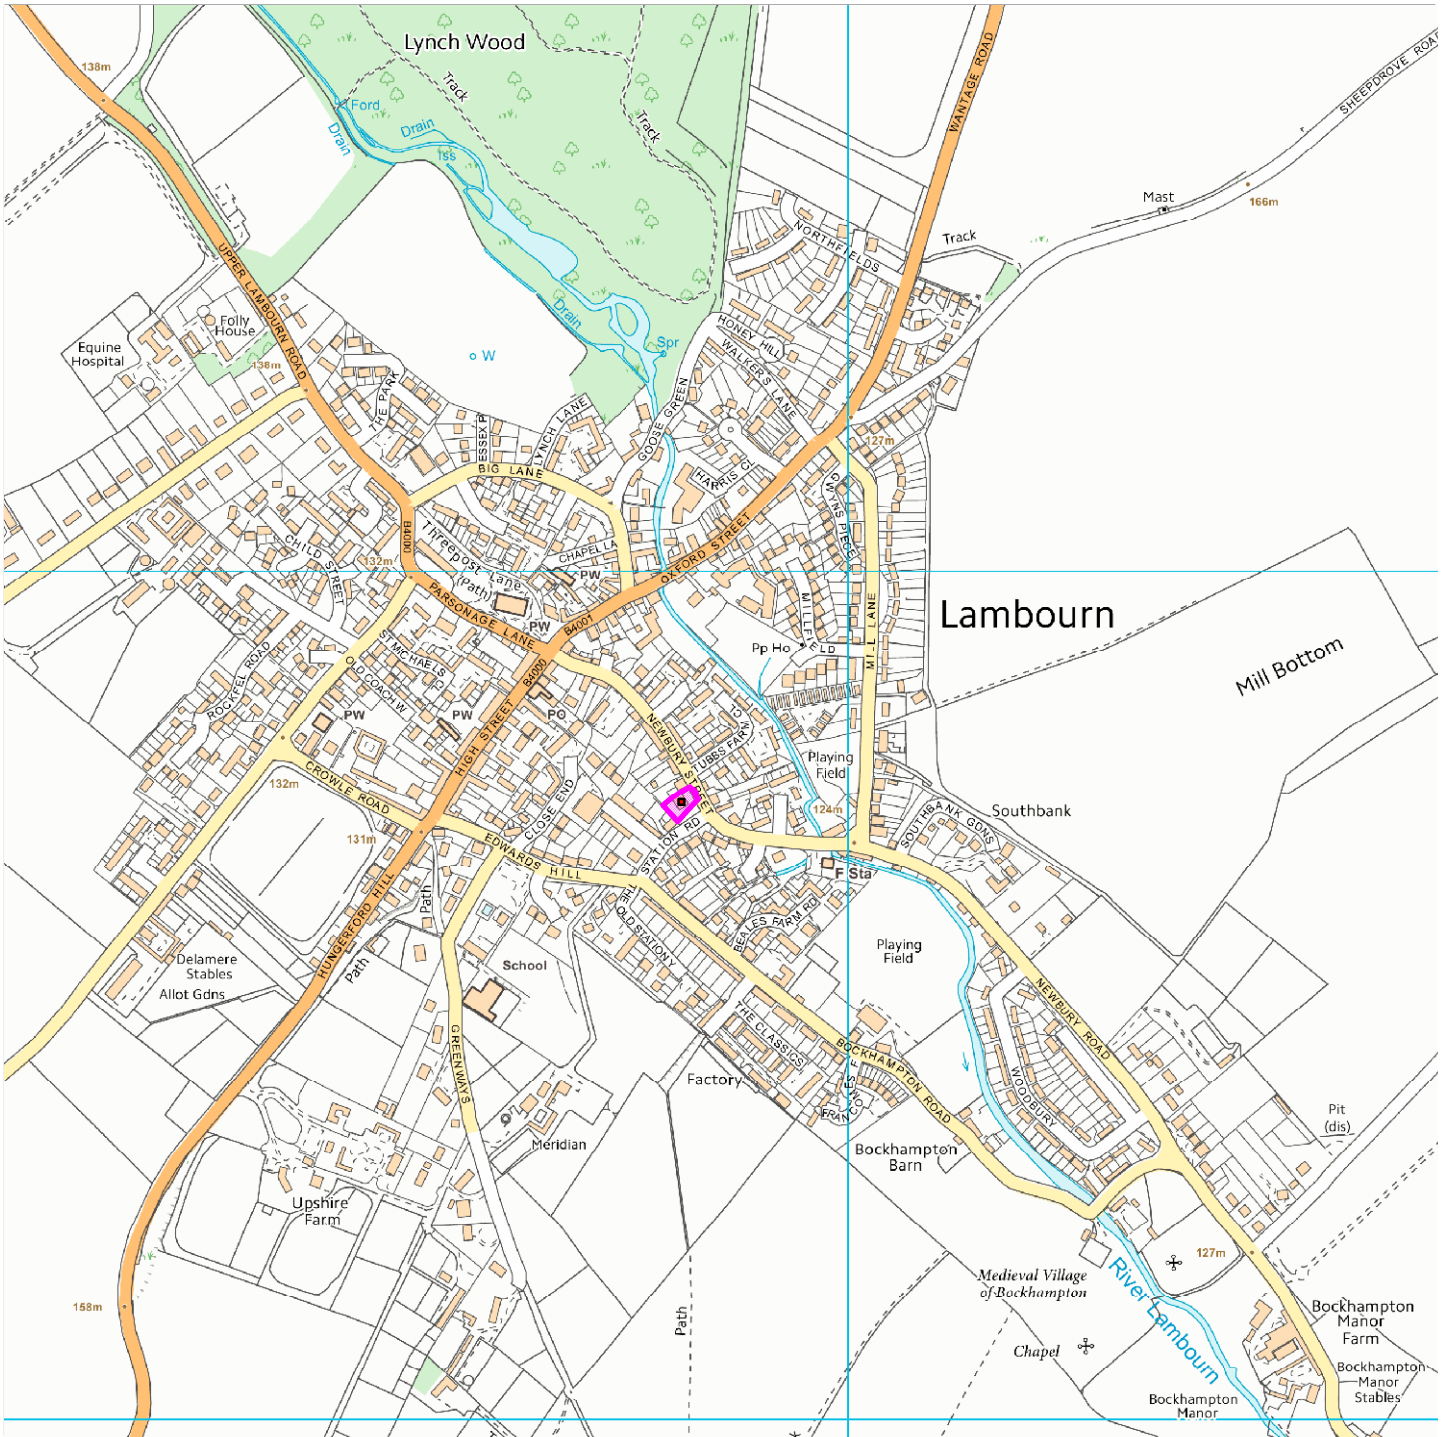 Lynch Wood
138m
Track
Ford
Drain
Drain
Iss
Track
WANTAGE ROAD
SHEEPDROVE ROAD
Mast
166m
NORTHFIELDS
Track
UPPER LAMBOURN ROAD
Folly
House
Equine
Hospital
138m
Drain
Spr
W
HONEY HILL
WALKER'S LANE
THE PARK
ESSEX P
LYNCH LANE
GOOSE GREEN
127m
BIG LANE
HARRIS C
GWYNS PIECE
B4000
Threepost Lane
(Path)
CHAPEL LA
OXFORD STREET
CHILD STREET
132m
PW
PARSONAGE LANE
PW
B4001
MILLFIELD
MILL LANE
Lambourn
Pp Ho
Mill Bottom
ST MICHAELS C
OLD COACH W
ROCKFEL ROAD
B4000
PW
PW
PO
HIGH STREET
NEWBURY STREET
TUBBS FARM CL
Playing
Field
132m
CROWLE ROAD
CLOSE END
124m
Southbank
SOUTHBANK GDNS
131m
EDWARDS HILL
STATION RD
F Sta
HUNGERFORD HILL
Path
THE OLD STATION Y
BEALES FARM RD
Path
Delamere
Stables
Allot Gdns
School
Playing
Field
NEWBURY ROAD
GREENWAYS
THE CLASSICS
BOCKHAMPTON ROAD
Factory
FRANCOMES F
WOODBURY
Pit
(dis)
Meridian
Bockhampton
Barn
Upshire
Farm
127m
158m
Medieval Village
of Bockhampton
River Lambourn
Path
Chapel
Bockhampton
Manor
Farm
Bockhampton
Manor
Stables
Bockhampton
Manor